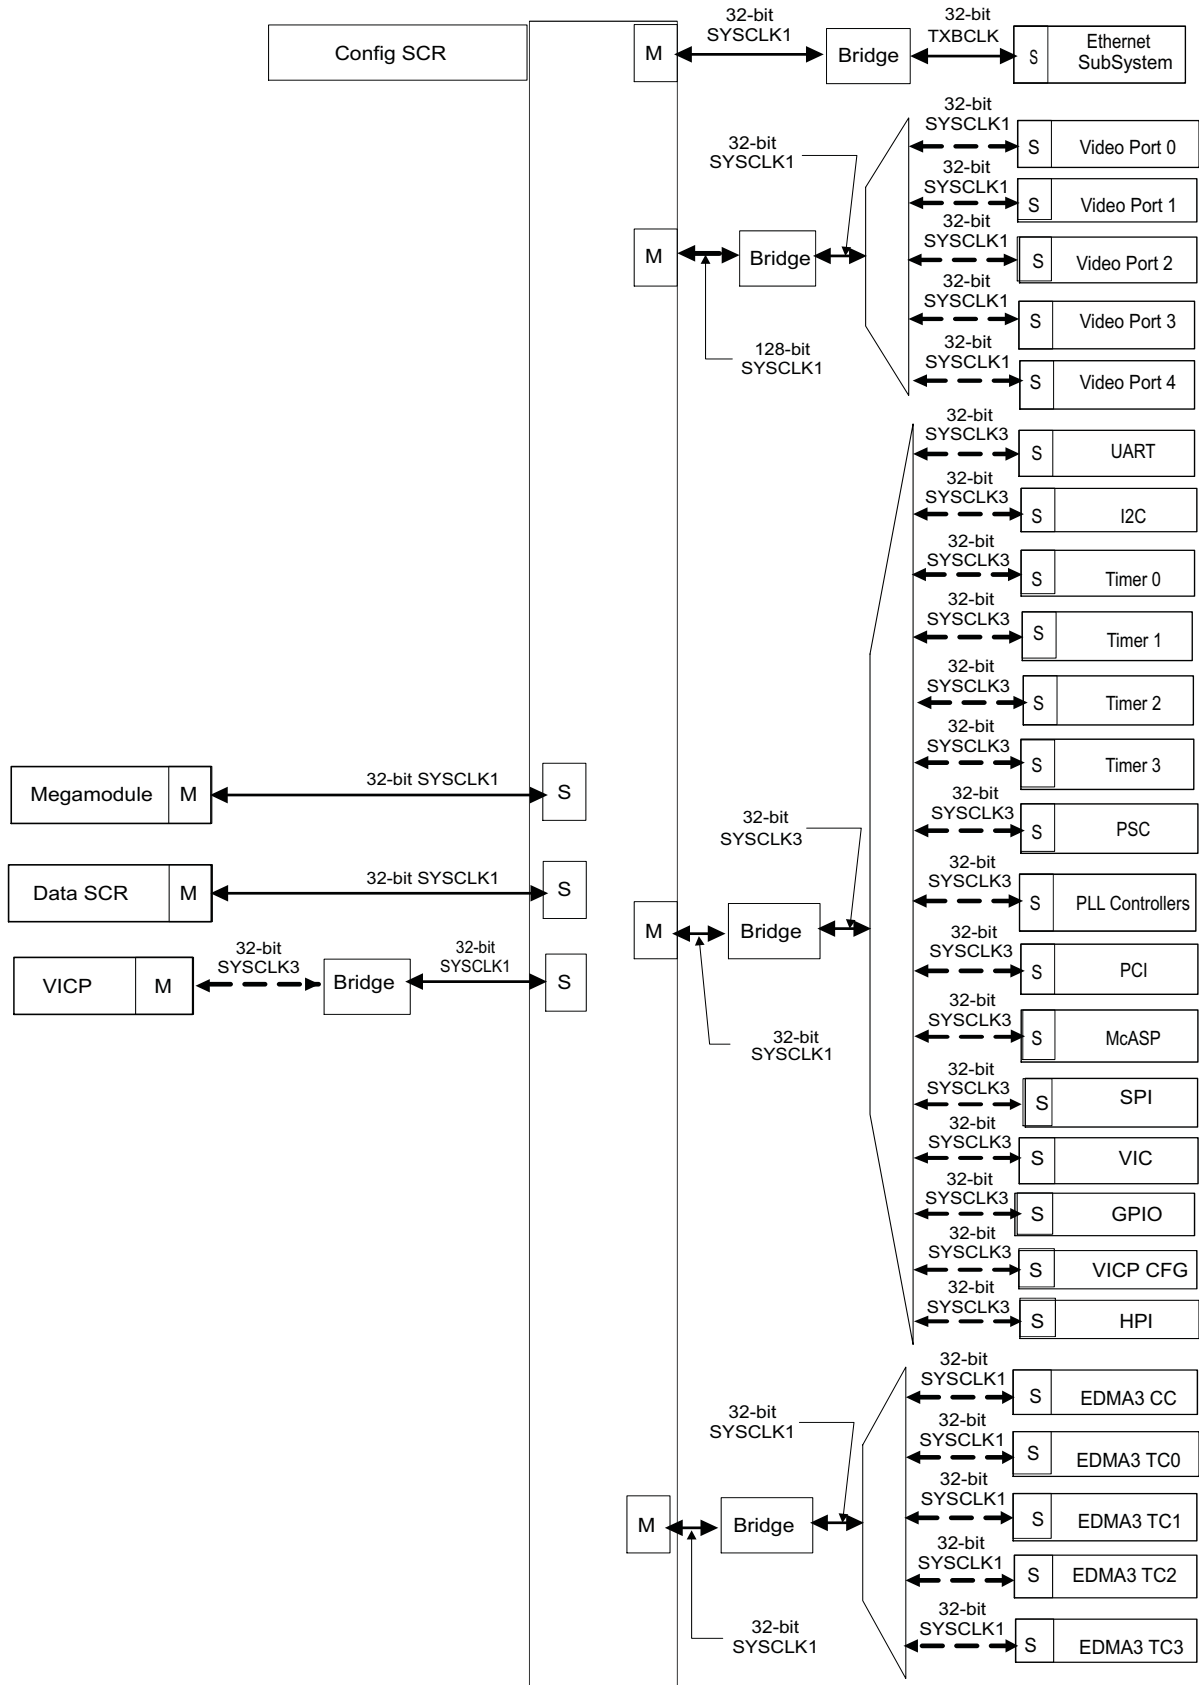 Config SCR
M
32-bit
SYSCLK1
Bridge
32-bit
TXBCLK
S
Ethernet
SubSystem
M
128-bit
SYSCLK1
Bridge
32-bit
SYSCLK1
32-bit
SYSCLK1
S
Video Port 0
32-bit
SYSCLK1
S
Video Port 1
32-bit
SYSCLK1
S
Video Port 2
32-bit
SYSCLK1
S
Video Port 3
32-bit
SYSCLK1
S
Video Port 4
Megamodule
M
32-bit SYSCLK1
S
Data SCR
M
32-bit SYSCLK1
S
VICP
M
32-bit
SYSCLK3
Bridge
32-bit
SYSCLK1
S
M
32-bit
SYSCLK1
Bridge
32-bit
SYSCLK3
32-bit
SYSCLK3
S
UART
32-bit
SYSCLK3
S
I2C
32-bit
SYSCLK3
S
Timer 0
32-bit
SYSCLK3
S
Timer 1
32-bit
SYSCLK3
S
Timer 2
32-bit
SYSCLK3
S
Timer 3
32-bit
SYSCLK3
S
PSC
32-bit
SYSCLK3
S
PLL Controllers
32-bit
SYSCLK3
S
PCI
32-bit
SYSCLK3
S
McASP
32-bit
SYSCLK3
S
SPI
32-bit
SYSCLK3
S
VIC
32-bit
SYSCLK3
S
GPIO
32-bit
SYSCLK3
S
VICP CFG
32-bit
SYSCLK3
S
HPI
M
32-bit
SYSCLK1
Bridge
32-bit
SYSCLK1
32-bit
SYSCLK1
S
EDMA3 CC
32-bit
SYSCLK1
S
EDMA3 TC0
32-bit
SYSCLK1
S
EDMA3 TC1
32-bit
SYSCLK1
S
EDMA3 TC2
32-bit
SYSCLK1
S
EDMA3 TC3